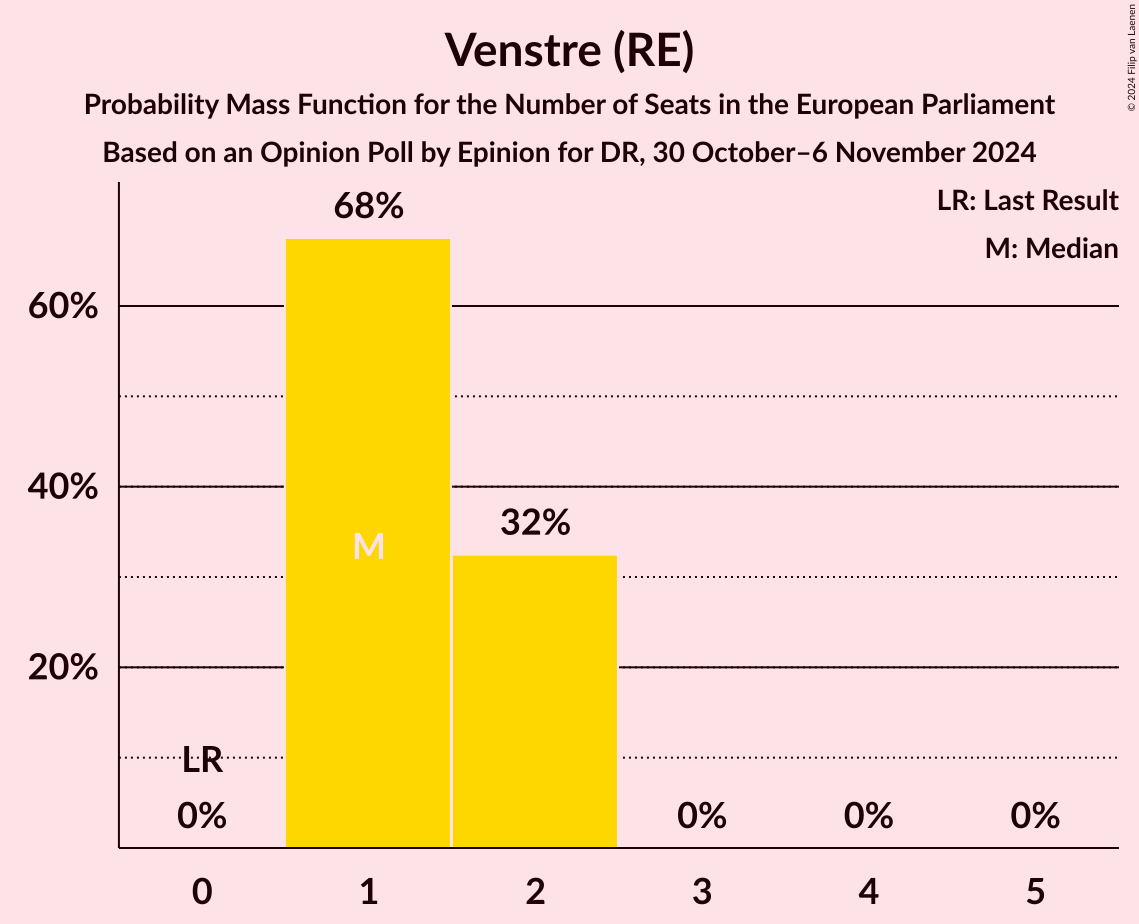 Venstre (RE)
Probability Mass Function for the Number of Seats in the European Parliament
Based on an Opinion Poll by Epinion for DR, 30 October–6 November 2024
© 2024 Filip van Laenen
LR: Last Result
M: Median
68%
60%
40%
32%
M
20%
LR
0%
0%
0%
0%
0
1
2
3
4
5